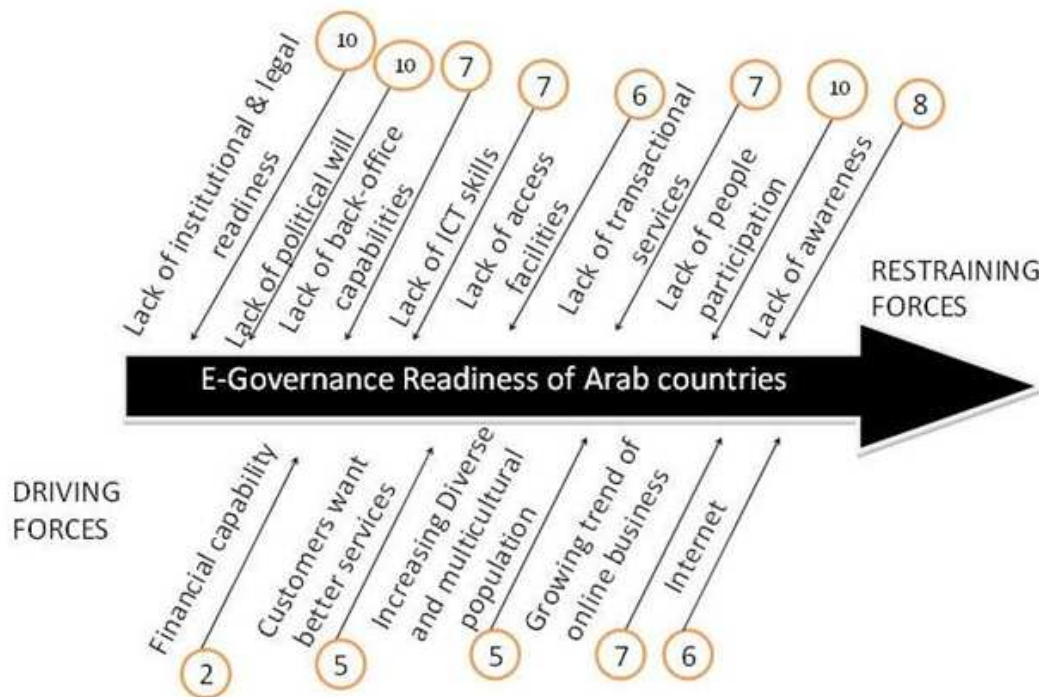 10
10
7
7
6
7
10
8
Lack of institutional & legal
readiness
Lack of political will
Lack of back-office
capabilities
Lack of ICT skills
Lack of access
facilities
Lack of transactional
services
Lack of people
participation
Lack of awareness
RESTRAINING
FORCES
E-Governance Readiness of Arab countries
DRIVING
FORCES
Financial capability
Customers want
better services
Increasing Diverse
and multicultural
population
Growing trend of
online business
Internet
2
5
5
7
6